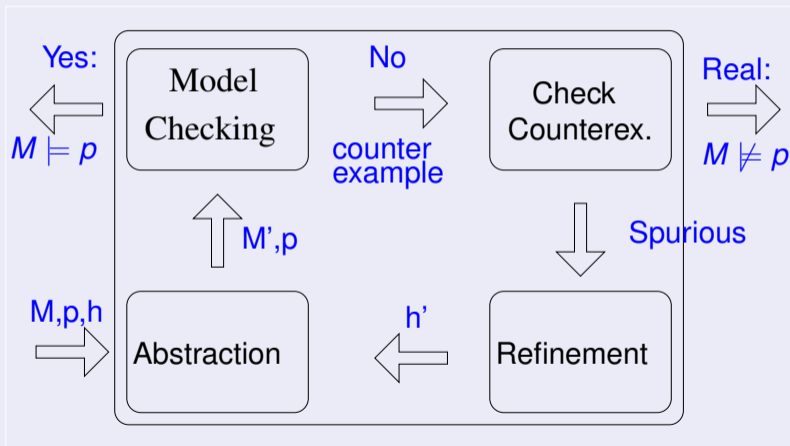 Yes:
M ⊨ p
Model
Checking
No
counter
example
Check
Counterex.
Real:
M ⊭ p
M',p
Spurious
M,p,h
Abstraction
h'
Refinement